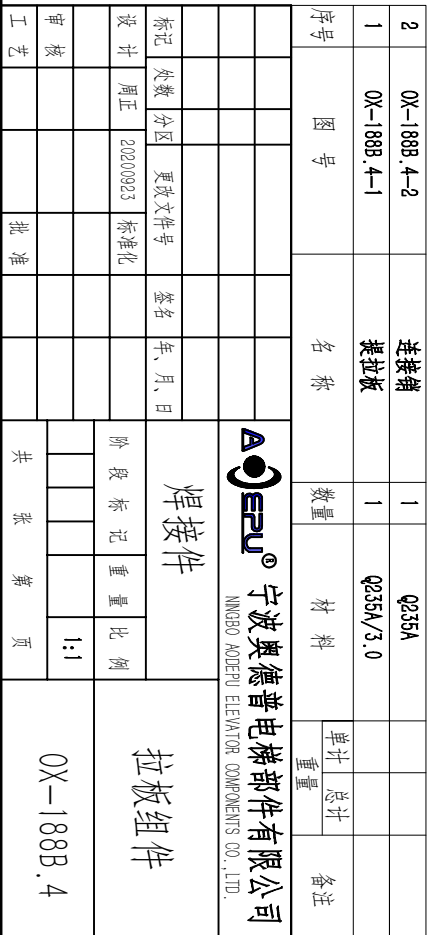 2 OX-188B.4-2 连接销 1 Q235A
1 OX-188B.4-1 提拉板 1 Q235A/3.0
序号 图号 名称 数量 材料 单计 总计 重量 备注
AODEPU® 宁波奥德普电梯部件有限公司
NINGBO AODEPU ELEVATOR COMPONENTS CO.,LTD.
标记 处数 分区 更改文件号 签名 年、月、日
设计 周正 20200923 标准化
审核
工艺 批准
焊接件
阶段标记 重量 比例
1:1
共 张 第 页
拉板组件
OX-188B.4